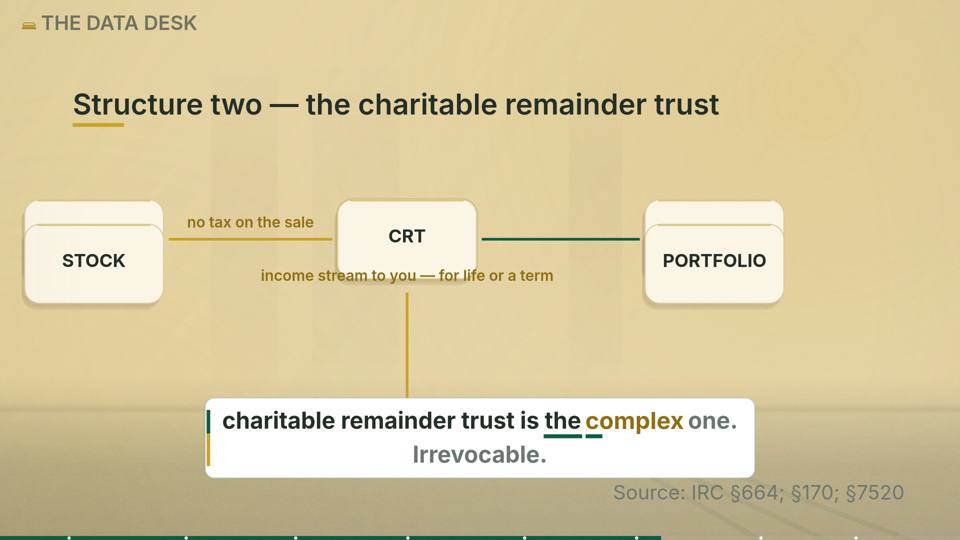 THE DATA DESK
Structure two — the charitable remainder trust
no tax on the sale
CRT
STOCK
PORTFOLIO
income stream to you — for life or a term
charitable remainder trust is the complex one.
Irrevocable.
Source: IRC §664; §170; §7520